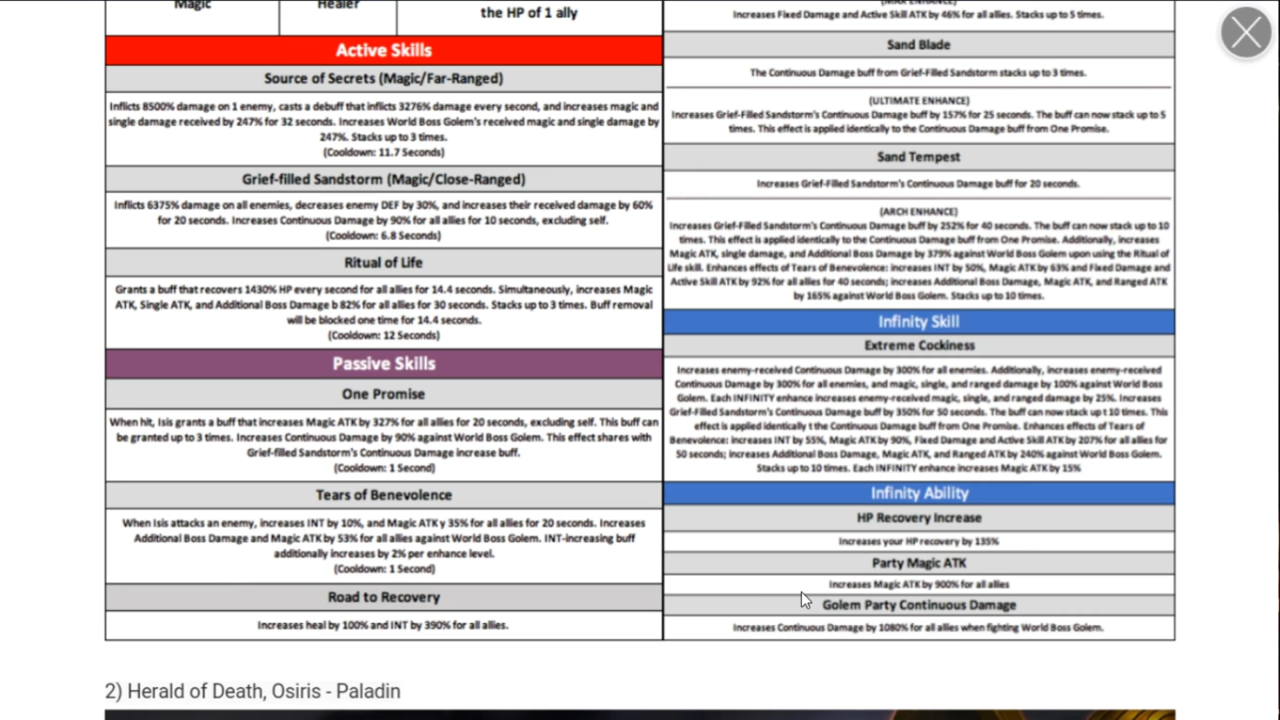 Magic
Healer
the HP of 1 ally
Active Skills
Source of Secrets (Magic/Far-Ranged)
Inflicts 8500% damage on 1 enemy, casts a debuff that inflicts 3276% damage every second, and increases magic and
single damage received by 247% for 32 seconds. Increases World Boss Golem's received magic and single damage by
247%. Stacks up to 3 times.
(Cooldown: 11.7 Seconds)
Grief-filled Sandstorm (Magic/Close-Ranged)
Inflicts 6375% damage on all enemies, decreases enemy DEF by 30%, and increases their received damage by 60%
for 20 seconds. Increases Continuous Damage by 90% for all allies for 10 seconds, excluding self.
(Cooldown: 6.8 Seconds)
Ritual of Life
Grants a buff that recovers 1430% HP every second for all allies for 14.4 seconds. Simultaneously, increases Magic
ATK, Single ATK, and Additional Boss Damage b 82% for all allies for 30 seconds. Stacks up to 3 times. Buff removal
will be blocked one time for 14.4 seconds.
(Cooldown: 12 Seconds)
Passive Skills
One Promise
When hit, Isis grants a buff that increases Magic ATK by 327% for all allies for 20 seconds, excluding self. This buff can
be granted up to 3 times. Increases Continuous Damage by 90% against World Boss Golem. This effect shares with
Grief-filled Sandstorm's Continuous Damage increase buff.
(Cooldown: 1 Second)
Tears of Benevolence
When Isis attacks an enemy, increases INT by 10%, and Magic ATK y 35% for all allies for 20 seconds. Increases
Additional Boss Damage and Magic ATK by 53% for all allies against World Boss Golem. INT-increasing buff
additionally increases by 2% per enhance level.
(Cooldown: 1 Second)
Road to Recovery
Increases heal by 100% and INT by 390% for all allies.
Increases Fixed Damage and Active Skill ATK by 46% for all allies. Stacks up to 5 times.
Sand Blade
The Continuous Damage buff from Grief-Filled Sandstorm stacks up to 3 times.
(ULTIMATE ENHANCE)
Increases Grief-Filled Sandstorm's Continuous Damage buff by 157% for 25 seconds. The buff can now stack up to 5
times. This effect is applied identically to the Continuous Damage buff from One Promise.
Sand Tempest
Increases Grief-Filled Sandstorm's Continuous Damage buff for 20 seconds.
(ARCH ENHANCE)
Increases Grief-Filled Sandstorm's Continuous Damage buff by 252% for 40 seconds. The buff can now stack up to 10
times. This effect is applied identically to the Continuous Damage buff from One Promise. Additionally, increases
Magic ATK, single damage, and Additional Boss Damage by 379% against World Boss Golem upon using the Ritual of
Life skill. Enhances effects of Tears of Benevolence: increases INT by 50%, Magic ATK by 63% and Fixed Damage and
Active Skill ATK by 92% for all allies for 40 seconds; increases Additional Boss Damage, Magic ATK, and Ranged ATK
by 165% against World Boss Golem. Stacks up to 10 times.
Infinity Skill
Extreme Cockiness
Increases enemy-received Continuous Damage by 300% for all enemies. Additionally, increases enemy-received
Continuous Damage by 300% for all enemies, and magic, single, and ranged damage by 100% against World Boss
Golem. Each INFINITY enhance increases enemy-received magic, single, and ranged damage by 25%. Increases
Grief-Filled Sandstorm's Continuous Damage buff by 350% for 50 seconds. The buff can now stack up t 10 times. This
effect is applied identically t the Continuous Damage buff from One Promise. Enhances effects of Tears of
Benevolence: increases INT by 55%, Magic ATK by 90%, Fixed Damage and Active Skill ATK by 207% for all allies for
50 seconds; increases Additional Boss Damage, Magic ATK, and Ranged ATK by 240% against World Boss Golem.
Stacks up to 10 times. Each INFINITY enhance increases Magic ATK by 15%
Infinity Ability
HP Recovery Increase
Increases your HP recovery by 135%
Party Magic ATK
Increases Magic ATK by 900% for all allies
Golem Party Continuous Damage
Increases Continuous Damage by 1080% for all allies when fighting World Boss Golem.
2) Herald of Death, Osiris - Paladin